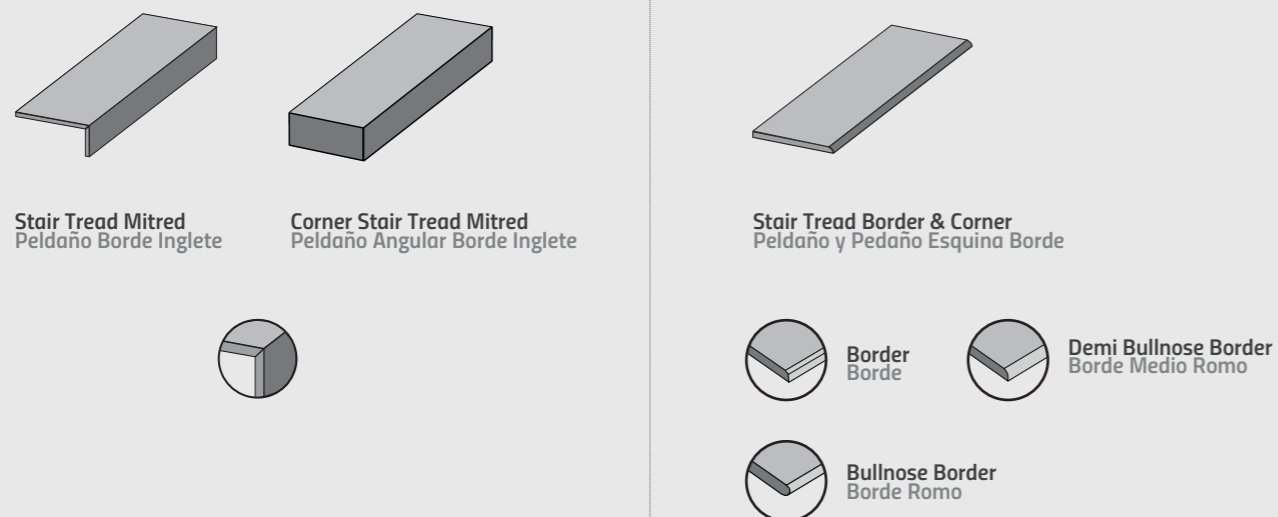 Stair Tread Mitred
Peldaño Borde Inglete
Corner Stair Tread Mitred
Peldaño Angular Borde Inglete
Stair Tread Border & Corner
Peldaño y Pedaño Esquina Borde
Border
Borde
Demi Bullnose Border
Borde Medio Romo
Bullnose Border
Borde Romo